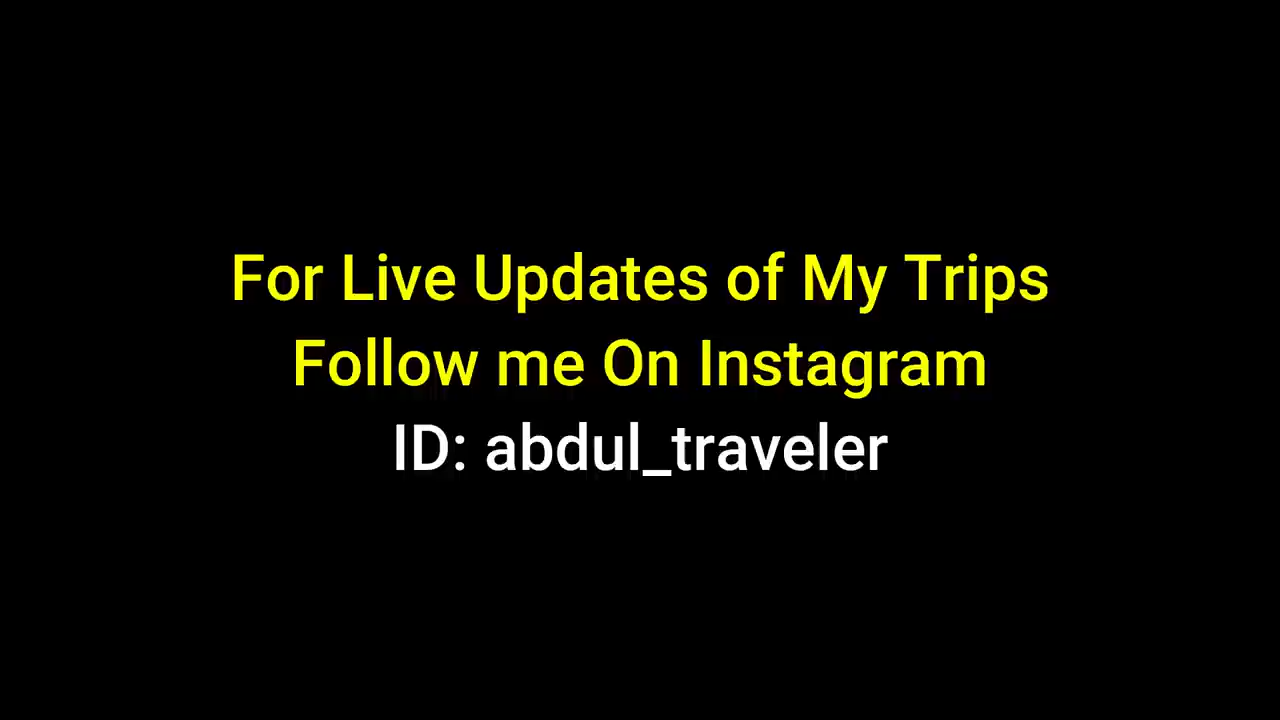 For Live Updates of My Trips
Follow me On Instagram
ID: abdul_traveler